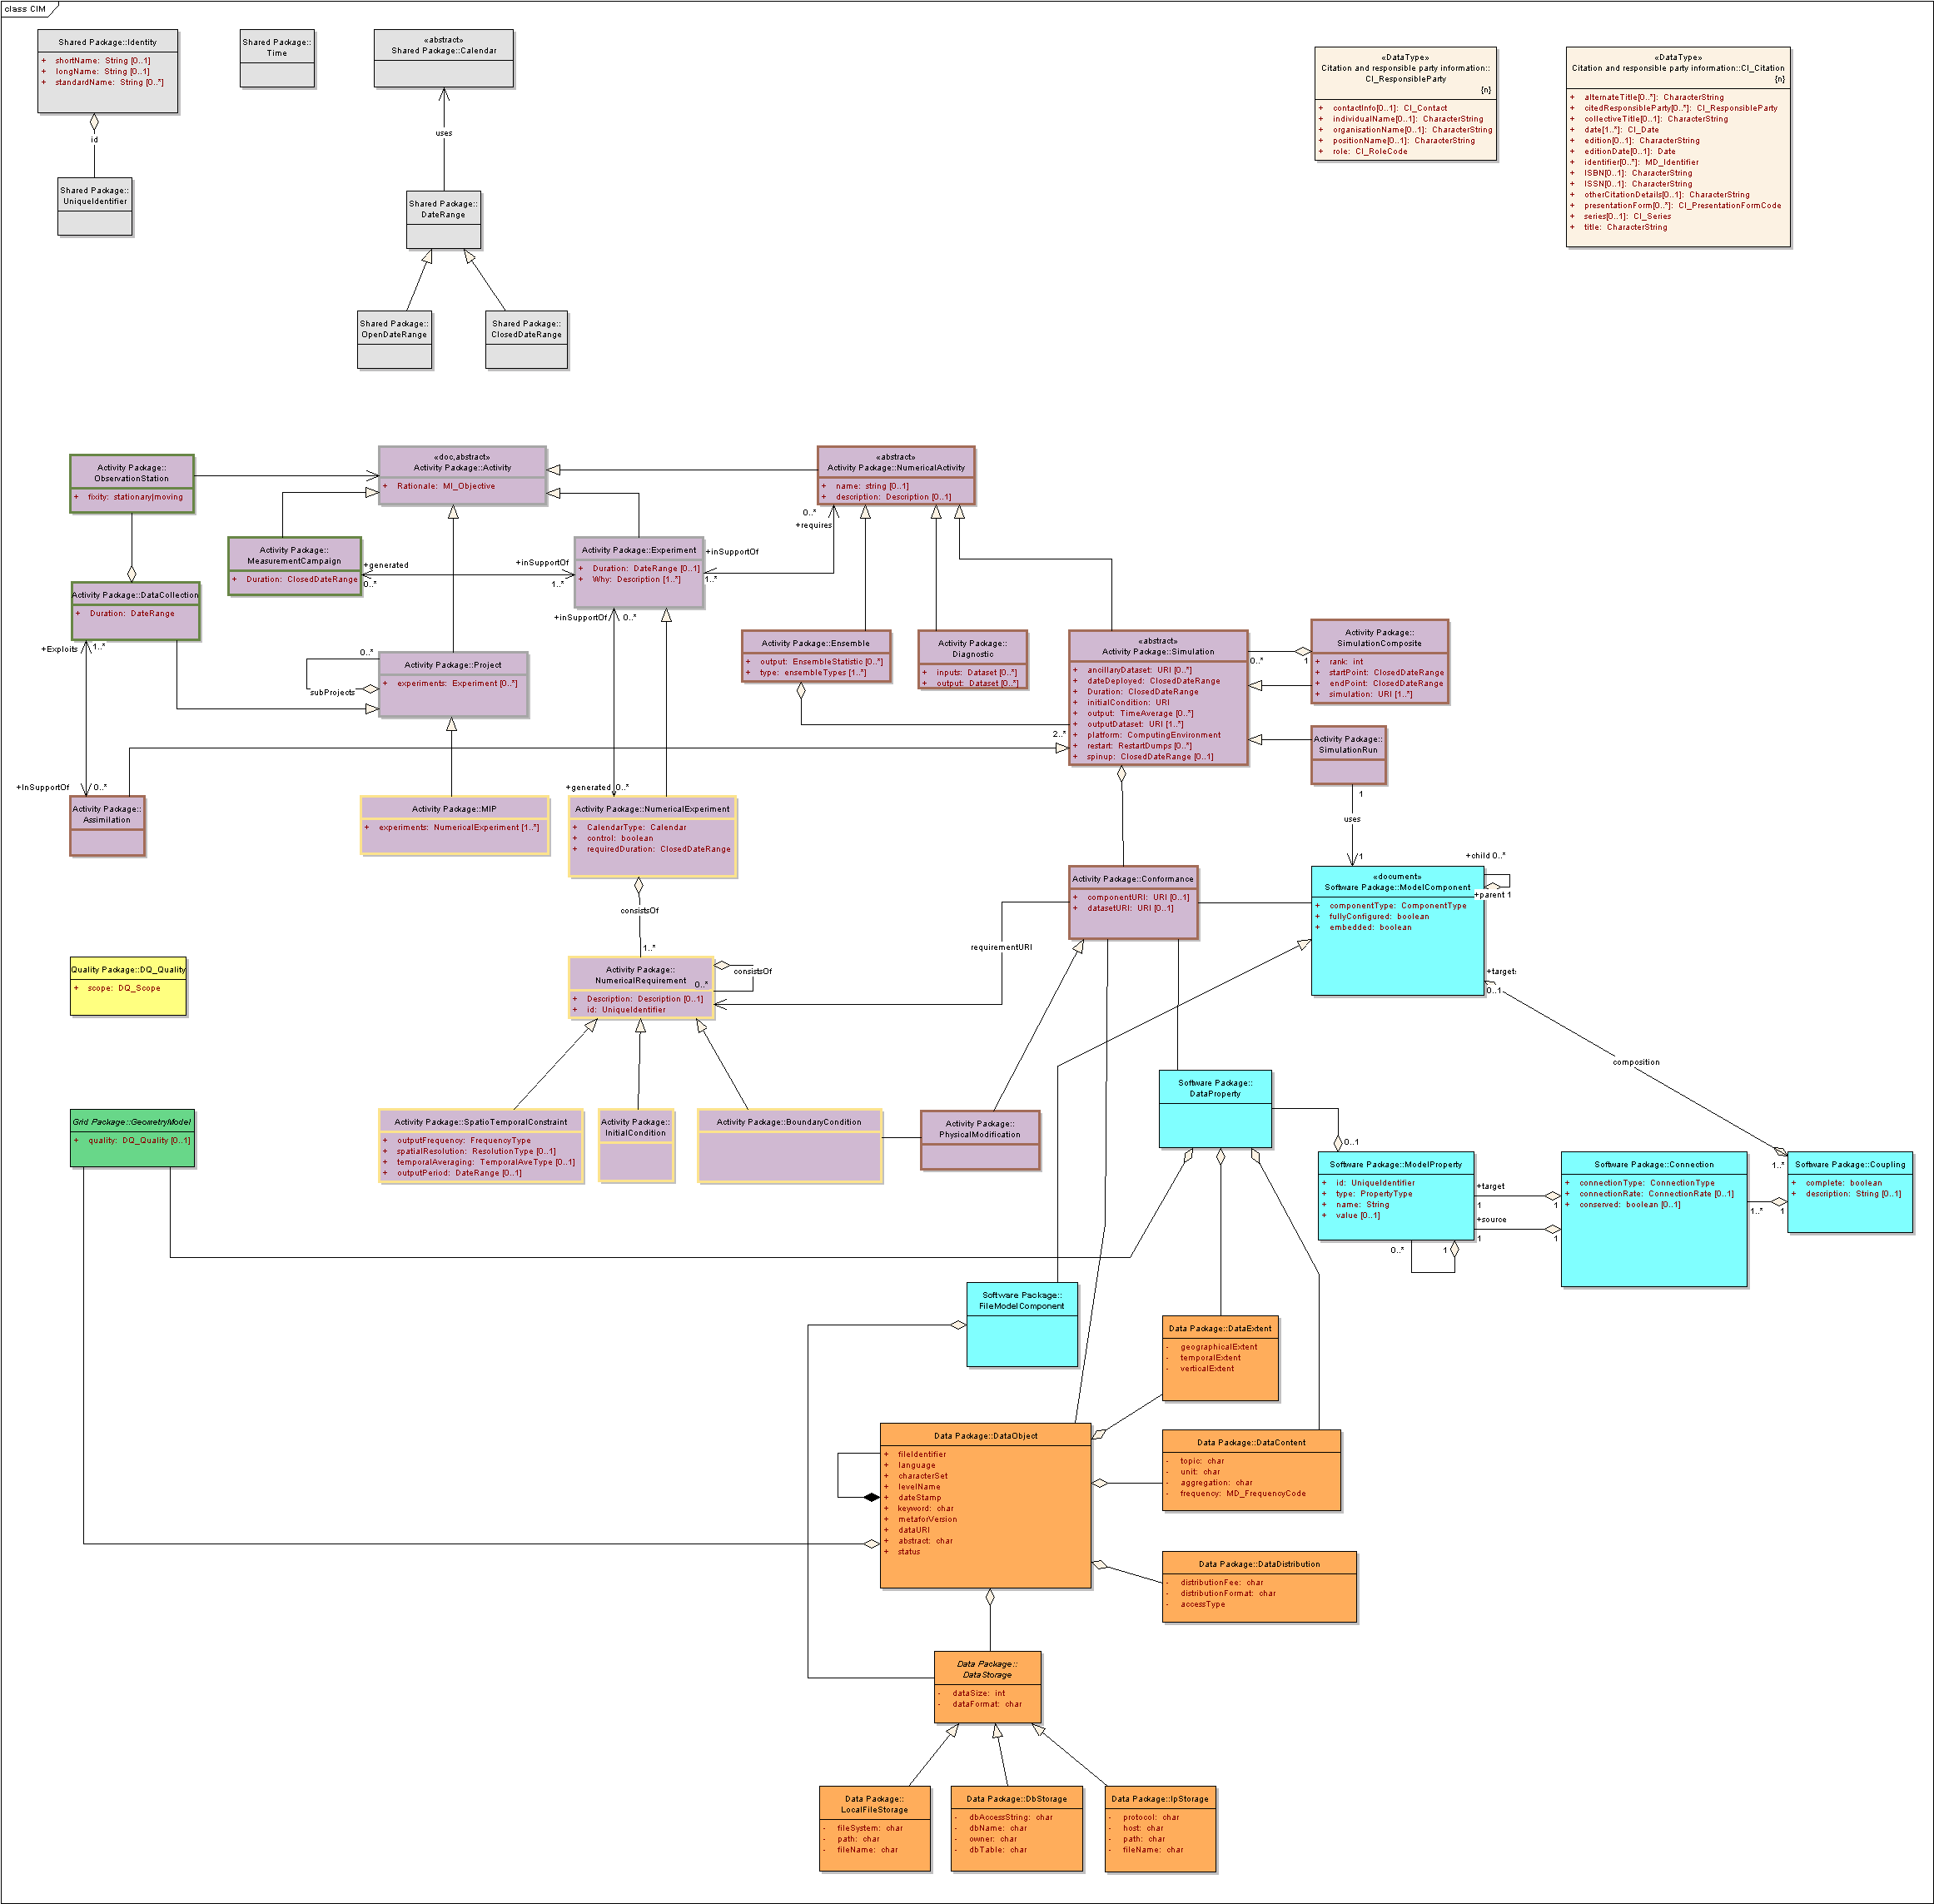 class CIM
Shared Package::Identity
+ shortName: String [0..1]
+ longName: String [0..1]
+ standardName: String [0..*]
id
Shared Package::
UniqueIdentifier
Shared Package::
Time
«abstract»
Shared Package::Calendar
uses
Shared Package::
DateRange
Shared Package::
OpenDateRange
Shared Package::
ClosedDateRange
«DataType»
Citation and responsible party information::
CI_ResponsibleParty
{n}
+ contactInfo[0..1]: CI_Contact
+ individualName[0..1]: CharacterString
+ organisationName[0..1]: CharacterString
+ positionName[0..1]: CharacterString
+ role: CI_RoleCode
«DataType»
Citation and responsible party information::CI_Citation
{n}
+ alternateTitle[0..*]: CharacterString
+ citedResponsibleParty[0..*]: CI_ResponsibleParty
+ collectiveTitle[0..1]: CharacterString
+ date[1..*]: CI_Date
+ edition[0..1]: CharacterString
+ editionDate[0..1]: Date
+ identifier[0..*]: MD_Identifier
+ ISBN[0..1]: CharacterString
+ ISSN[0..1]: CharacterString
+ otherCitationDetails[0..1]: CharacterString
+ presentationForm[0..*]: CI_PresentationFormCode
+ series[0..1]: CI_Series
+ title: CharacterString
Activity Package::
ObservationStation
+ fixity: stationary|moving
«doc,abstract»
Activity Package::Activity
+ Rationale: MI_Objective
«abstract»
Activity Package::NumericalActivity
+ name: string [0..1]
+ description: Description [0..1]
0..*
+requires
Activity Package::
MeasurementCampaign
+ Duration: ClosedDateRange
+generated
0..*
+inSupportOf
1..*
Activity Package::Experiment
+ Duration: DateRange [0..1]
+ Why: Description [1..*]
+inSupportOf
1..*
+inSupportOf
0..*
Activity Package::DataCollection
+ Duration: DateRange
+Exploits
1..*
Activity Package::Project
+ experiments: Experiment [0..*]
0..*
subProjects
Activity Package::Ensemble
+ output: EnsembleStatistic [0..*]
+ type: ensembleTypes [1..*]
Activity Package::
Diagnostic
+ inputs: Dataset [0..*]
+ output: Dataset [0..*]
«abstract»
Activity Package::Simulation
+ ancillaryDataset: URI [0..*]
+ dateDeployed: ClosedDateRange
+ Duration: ClosedDateRange
+ initialCondition: URI
+ output: TimeAverage [0..*]
+ outputDataset: URI [1..*]
+ platform: ComputingEnvironment
+ restart: RestartDumps [0..*]
+ spinup: ClosedDateRange [0..1]
0..*
1
2..*
Activity Package::
SimulationComposite
+ rank: int
+ startPoint: ClosedDateRange
+ endPoint: ClosedDateRange
+ simulation: URI [1..*]
Activity Package::
SimulationRun
1
uses
1
+InSupportOf
0..*
Activity Package::
Assimilation
Activity Package::MIP
+ experiments: NumericalExperiment [1..*]
+generated
0..*
Activity Package::NumericalExperiment
+ CalendarType: Calendar
+ control: boolean
+ requiredDuration: ClosedDateRange
consistsOf
1..*
Activity Package::Conformance
+ componentURI: URI [0..1]
+ datasetURI: URI [0..1]
requirementURI
«document»
Software Package::ModelComponent
+ componentType: ComponentType
+ fullyConfigured: boolean
+ embedded: boolean
+child 0..*
+parent 1
+target
0..1
composition
Quality Package::DQ_Quality
+ scope: DQ_Scope
Activity Package::
NumericalRequirement
+ Description: Description [0..1]
+ id: UniqueIdentifier
consistsOf
0..*
Software Package::
DataProperty
0..1
Grid Package::GeometryModel
+ quality: DQ_Quality [0..1]
Activity Package::SpatioTemporalConstraint
+ outputFrequency: FrequencyType
+ spatialResolution: ResolutionType [0..1]
+ temporalAveraging: TemporalAveType [0..1]
+ outputPeriod: DateRange [0..1]
Activity Package::
InitialCondition
Activity Package::BoundaryCondition
Activity Package::
PhysicalModification
Software Package::ModelProperty
+ id: UniqueIdentifier
+ type: PropertyType
+ name: String
+ value [0..1]
+target
1
1
+source
1
1
0..*
1
Software Package::Connection
+ connectionType: ConnectionType
+ connectionRate: ConnectionRate [0..1]
+ conserved: boolean [0..1]
1..*
1
1..*
Software Package::Coupling
+ complete: boolean
+ description: String [0..1]
Software Package::
FileModelComponent
Data Package::DataExtent
- geographicalExtent
- temporalExtent
- verticalExtent
Data Package::DataObject
+ fileIdentifier
+ language
+ characterSet
+ levelName
+ dateStamp
+ keyword: char
+ metaforVersion
+ dataURI
+ abstract: char
+ status
Data Package::DataContent
- topic: char
- unit: char
- aggregation: char
- frequency: MD_FrequencyCode
Data Package::DataDistribution
- distributionFee: char
- distributionFormat: char
- accessType
Data Package::
DataStorage
- dataSize: int
- dataFormat: char
Data Package::
LocalFileStorage
- fileSystem: char
- path: char
- fileName: char
Data Package::DbStorage
- dbAccessString: char
- dbName: char
- owner: char
- dbTable: char
Data Package::IpStorage
- protocol: char
- host: char
- path: char
- fileName: char